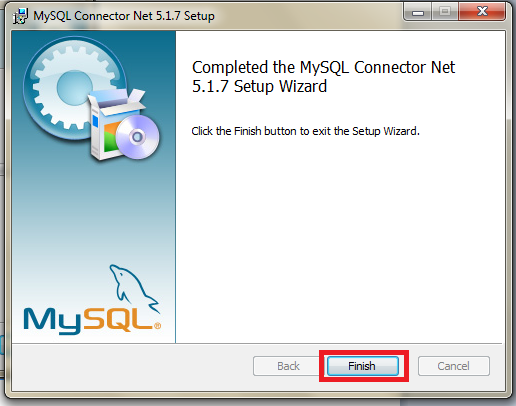 MySQL Connector Net 5.1.7 Setup
Completed the MySQL Connector Net
5.1.7 Setup Wizard
Click the Finish button to exit the Setup Wizard.
MySQL®
Back
Finish
Cancel